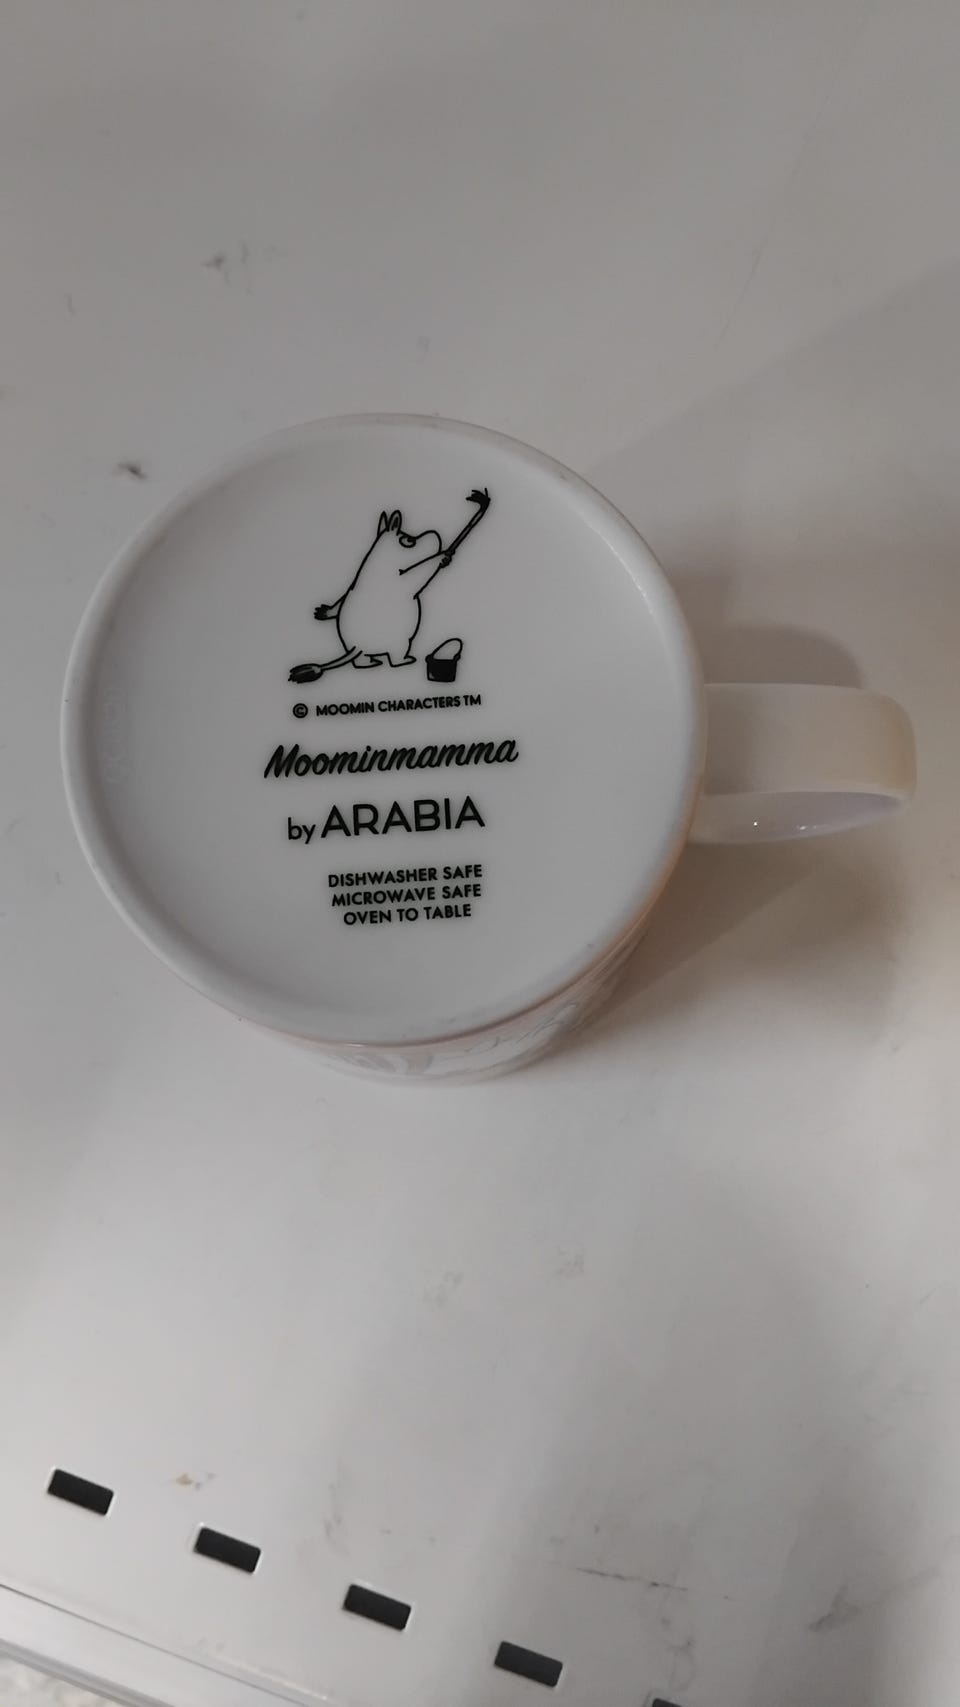 © MOOMIN CHARACTERS TM
Moominmamma
by ARABIA
DISHWASHER SAFE
MICROWAVE SAFE
OVEN TO TABLE